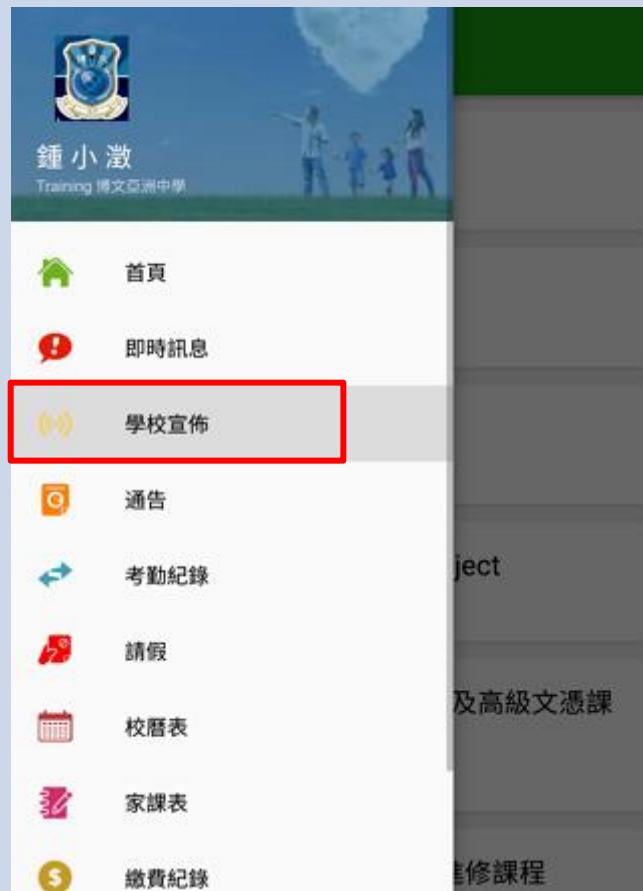 鍾小澂
Training 博文亞洲中學
首頁
即時訊息
學校宣佈
通告
考勤紀錄
ject
請假
及高級文憑課
校曆表
家課表
繳費紀錄
修課程